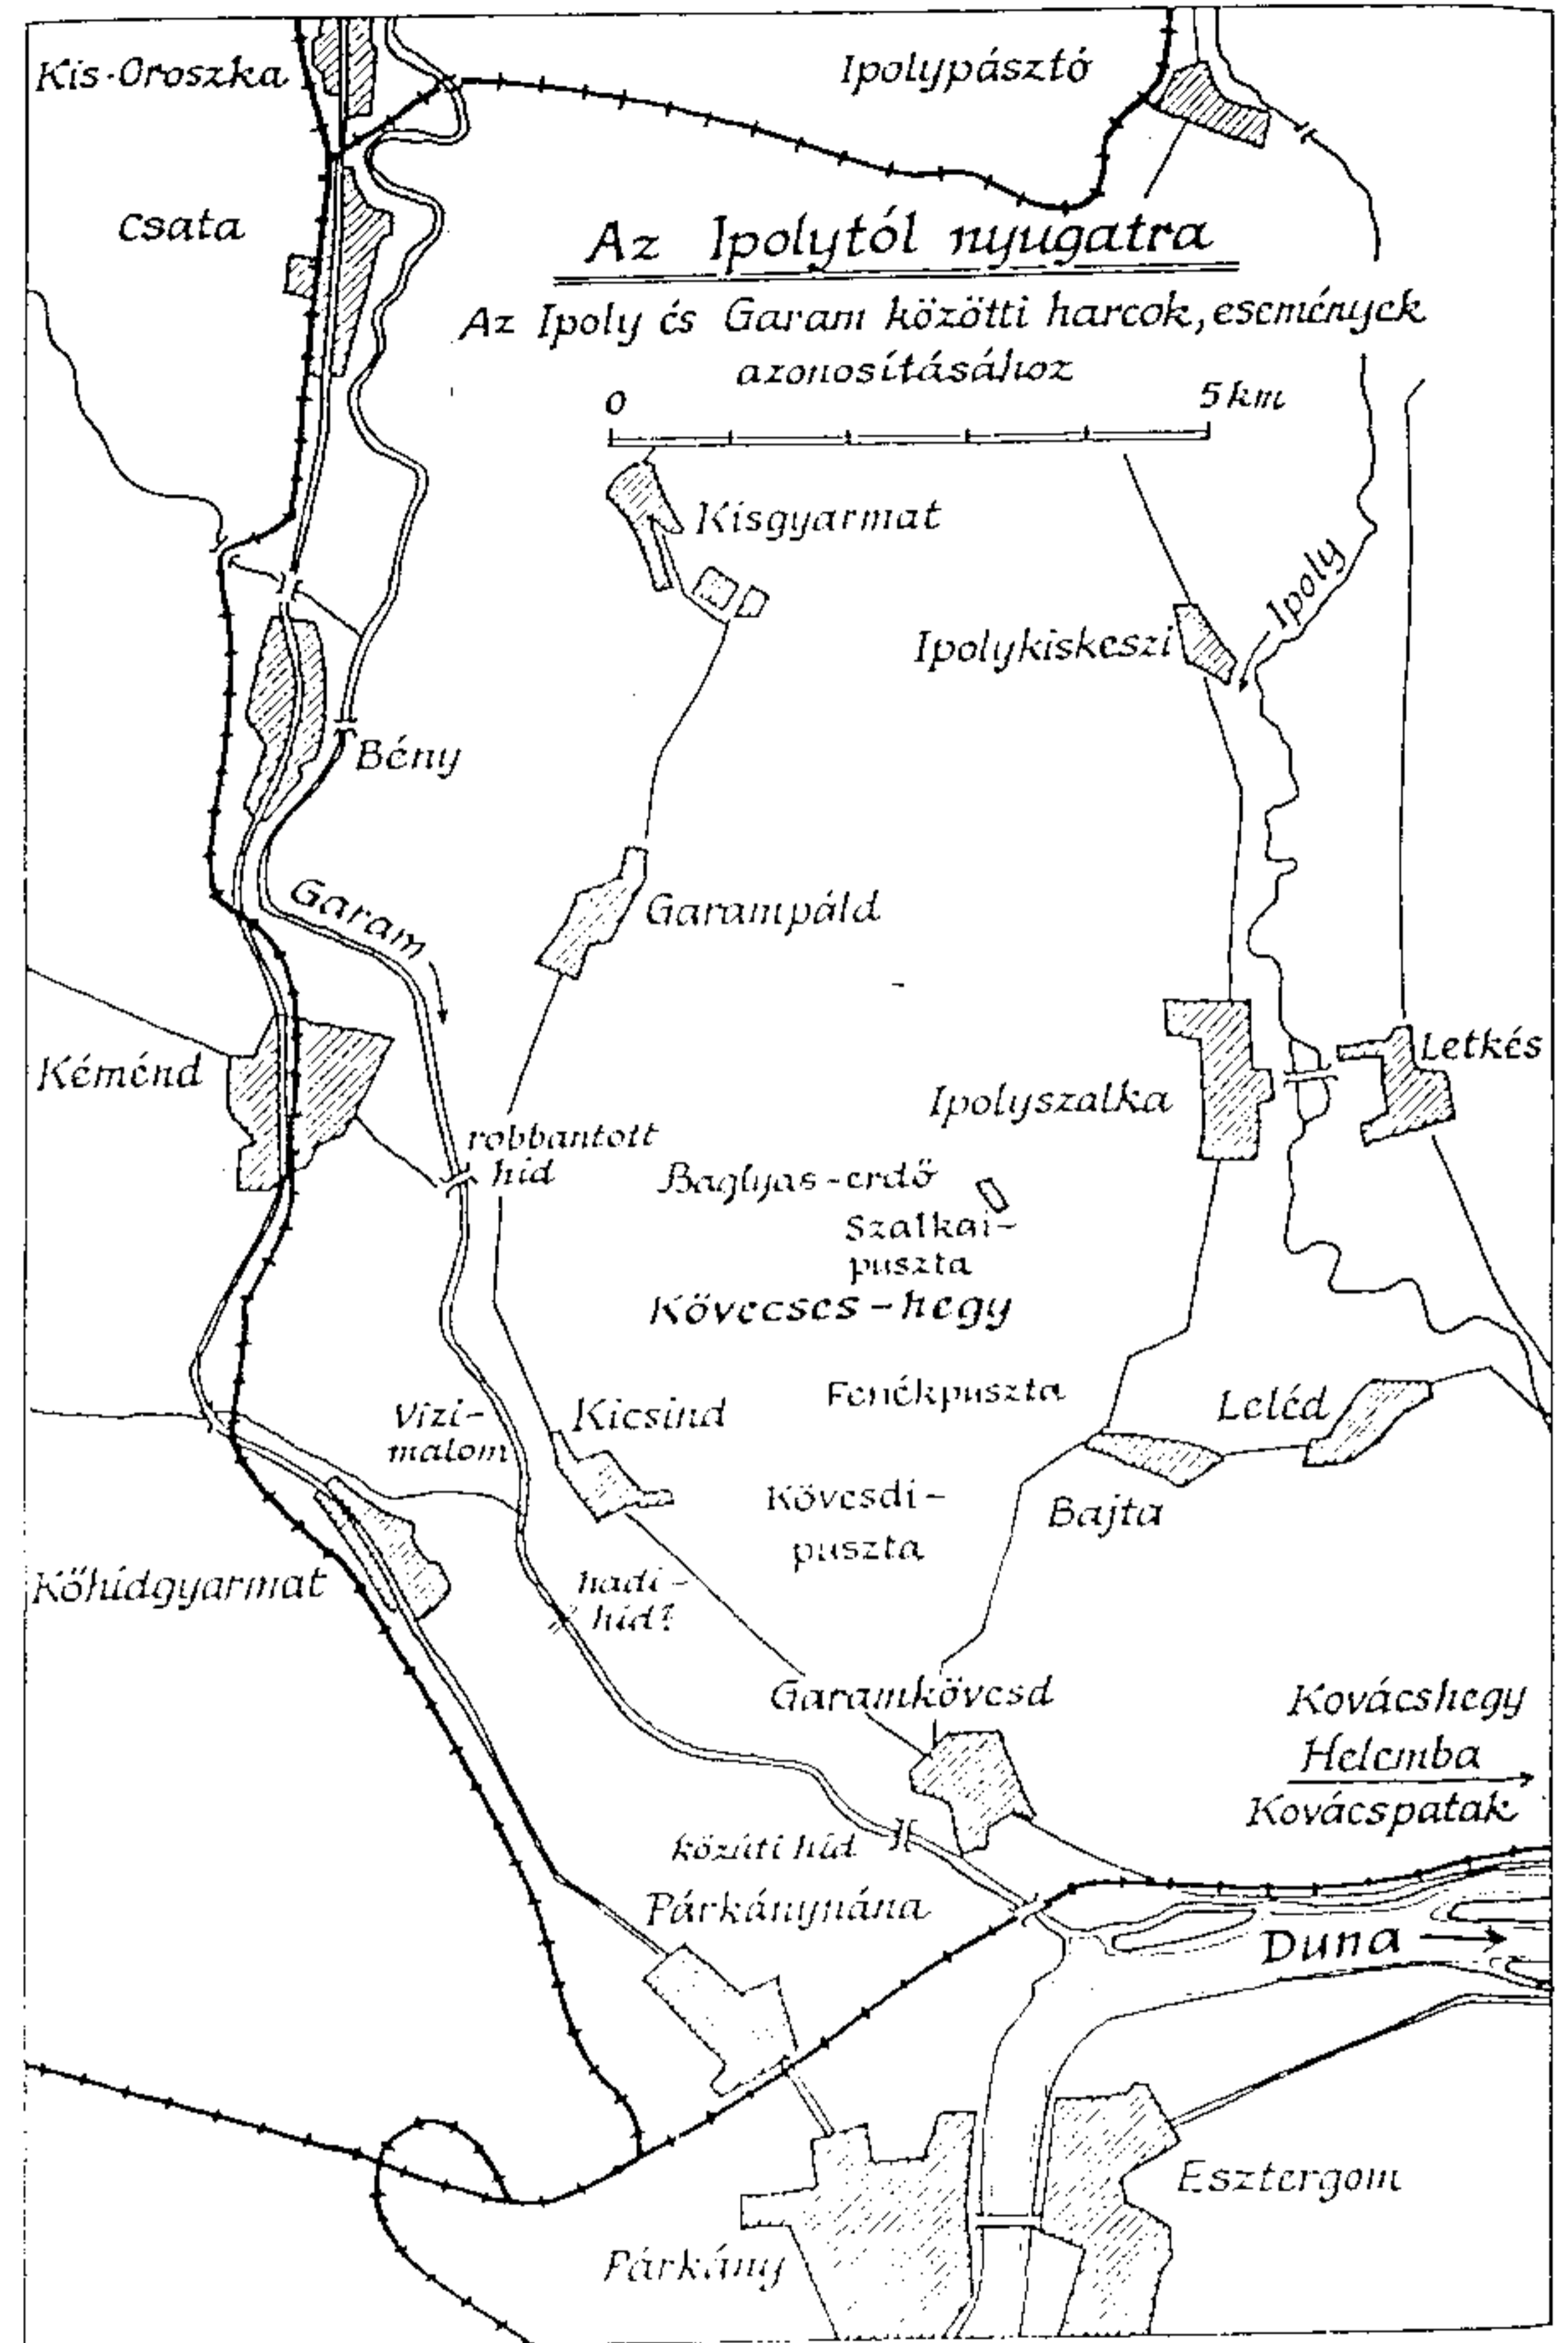 Kis-Oroszka
Ipolypásztó
Csata
Az Ipolytól nyugatra
Az Ipoly és Garam közötti harcok, események
azonosításához
0
5 km
Kisgyarmat
Ipoly
Ipolykiskeszi
Bény
Garam
Garampáld
Kéménd
Letkés
Ipolyszalka
robbantott
híd
Baglyas-erdő
Szalkai-
puszta
Kövecses-hegy
Fenékpuszta
Leléd
Vízi-
malom
Kicsind
Kövesdi-
puszta
Bajta
Kőhídgyarmat
hadi-
híd?
Garamkövesd
Kovácshegy
Helemba
Kovácspatak
közúti híd
Párkánynána
Duna
Esztergom
Párkány